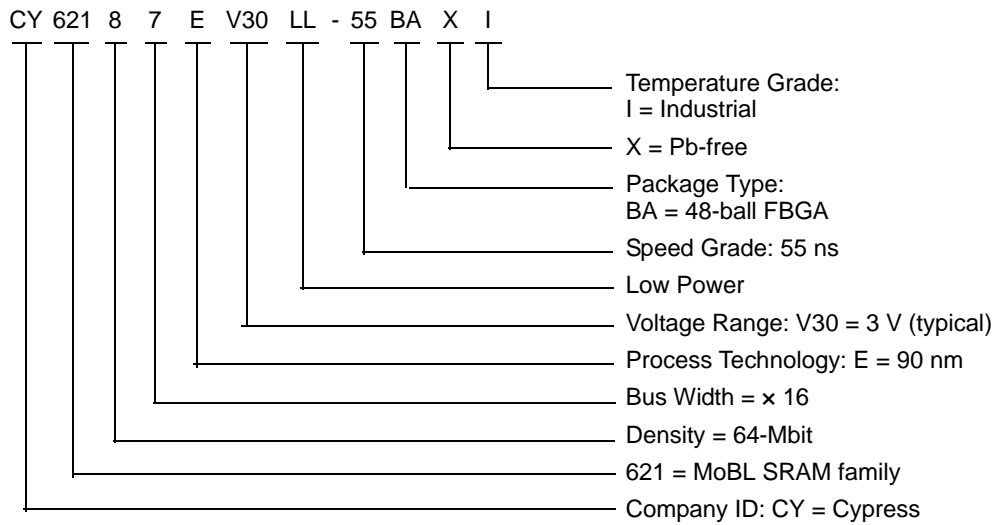 CY 621 8 7 E V30 LL - 55 BA X I
Temperature Grade:
I = Industrial
X = Pb-free
Package Type:
BA = 48-ball FBGA
Speed Grade: 55 ns
Low Power
Voltage Range: V30 = 3 V (typical)
Process Technology: E = 90 nm
Bus Width = × 16
Density = 64-Mbit
621 = MoBL SRAM family
Company ID: CY = Cypress